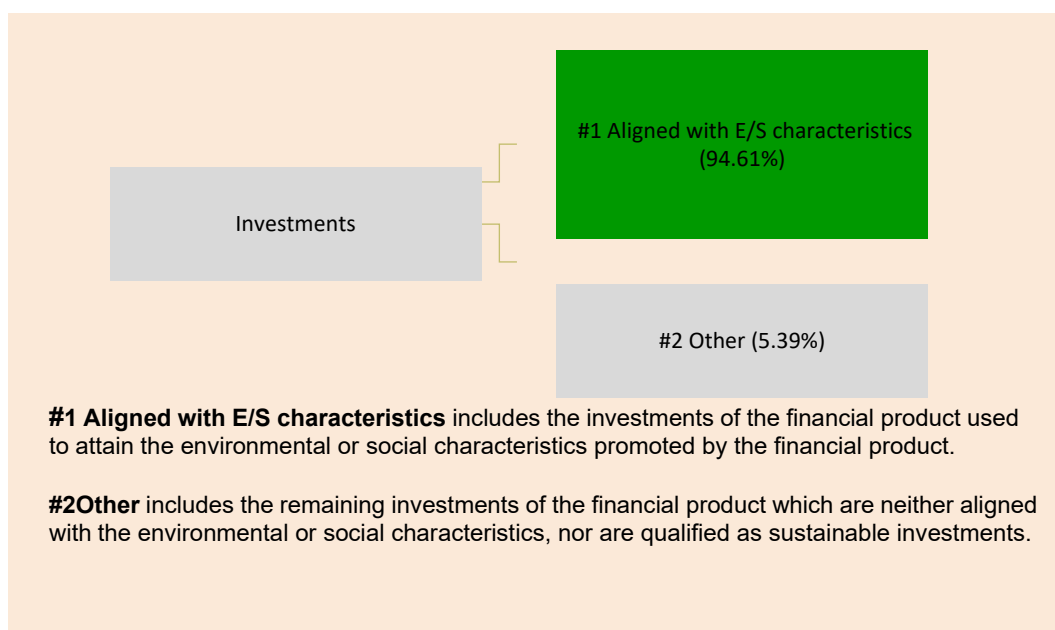 #1 Aligned with E/S characteristics
(94.61%)
Investments
#2 Other (5.39%)
#1 Aligned with E/S characteristics includes the investments of the financial product used
to attain the environmental or social characteristics promoted by the financial product.
#2Other includes the remaining investments of the financial product which are neither aligned
with the environmental or social characteristics, nor are qualified as sustainable investments.